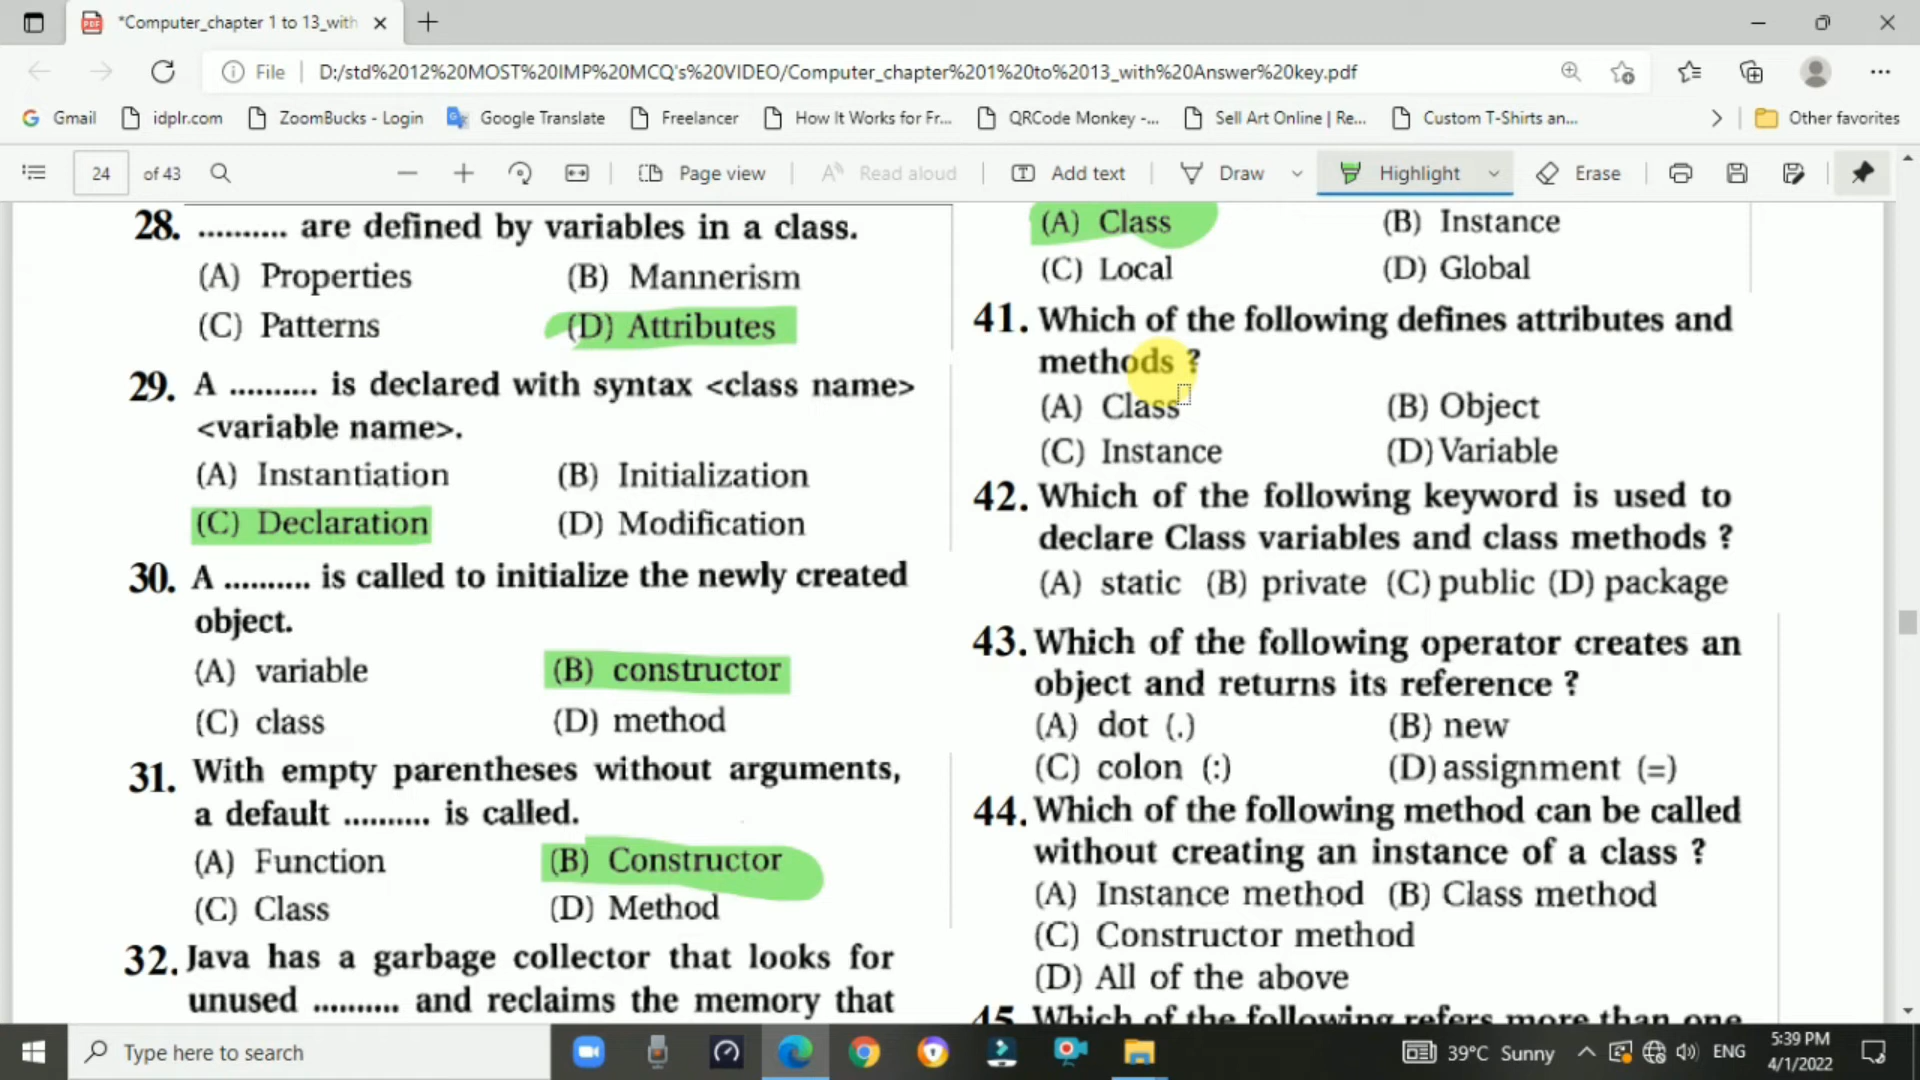 *Computer_chapter 1 to 13_with
File
D:/std%2012%20MOST%20IMP%20MCQ's%20VIDEO/Computer_chapter%201%20to%2013_with%20Answer%20key.pdf
Gmail
idplr.com
ZoomBucks - Login
Google Translate
Freelancer
How It Works for Fr...
QRCode Monkey -...
Sell Art Online | Re...
Custom T-Shirts an...
Other favorites
24 of 43
Page view
Read aloud
Add text
Draw
Highlight
Erase
28. .......... are defined by variables in a class.
(A) Properties (B) Mannerism
(C) Patterns (D) Attributes
29. A .......... is declared with syntax <class name>
<variable name>.
(A) Instantiation (B) Initialization
(C) Declaration (D) Modification
30. A .......... is called to initialize the newly created
object.
(A) variable (B) constructor
(C) class (D) method
31. With empty parentheses without arguments,
a default .......... is called.
(A) Function (B) Constructor
(C) Class (D) Method
32. Java has a garbage collector that looks for
unused .......... and reclaims the memory that
(A) Class (B) Instance
(C) Local (D) Global
41. Which of the following defines attributes and
methods ?
(A) Class (B) Object
(C) Instance (D) Variable
42. Which of the following keyword is used to
declare Class variables and class methods ?
(A) static (B) private (C) public (D) package
43. Which of the following operator creates an
object and returns its reference ?
(A) dot (.) (B) new
(C) colon (:) (D) assignment (=)
44. Which of the following method can be called
without creating an instance of a class ?
(A) Instance method (B) Class method
(C) Constructor method
(D) All of the above
45. Which of the following refers more than one
Type here to search
39°C Sunny
ENG
5:39 PM
4/1/2022